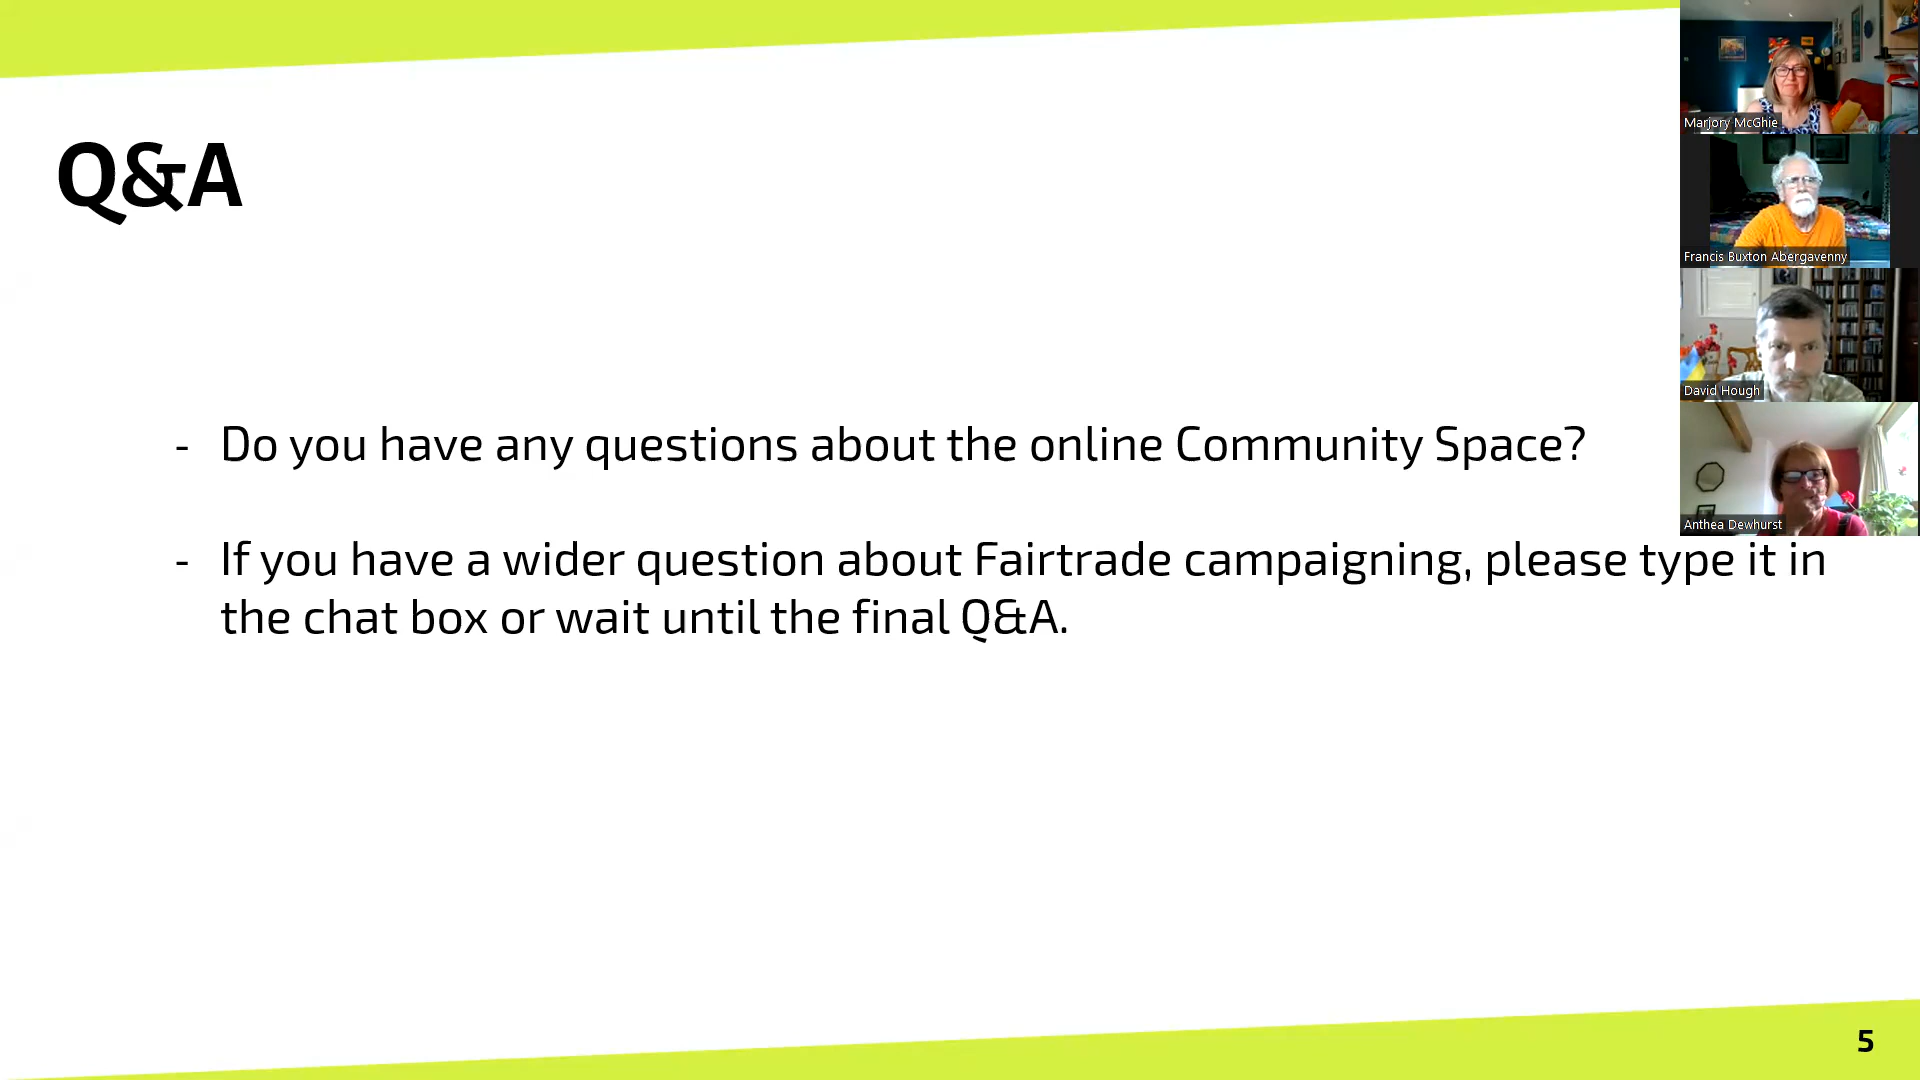 Q&A
- Do you have any questions about the online Community Space?
- If you have a wider question about Fairtrade campaigning, please type it in
the chat box or wait until the final Q&A.
Marjory McGhie
Francis Buxton Abergavenny
David Hough
Anthea Dewhurst
5